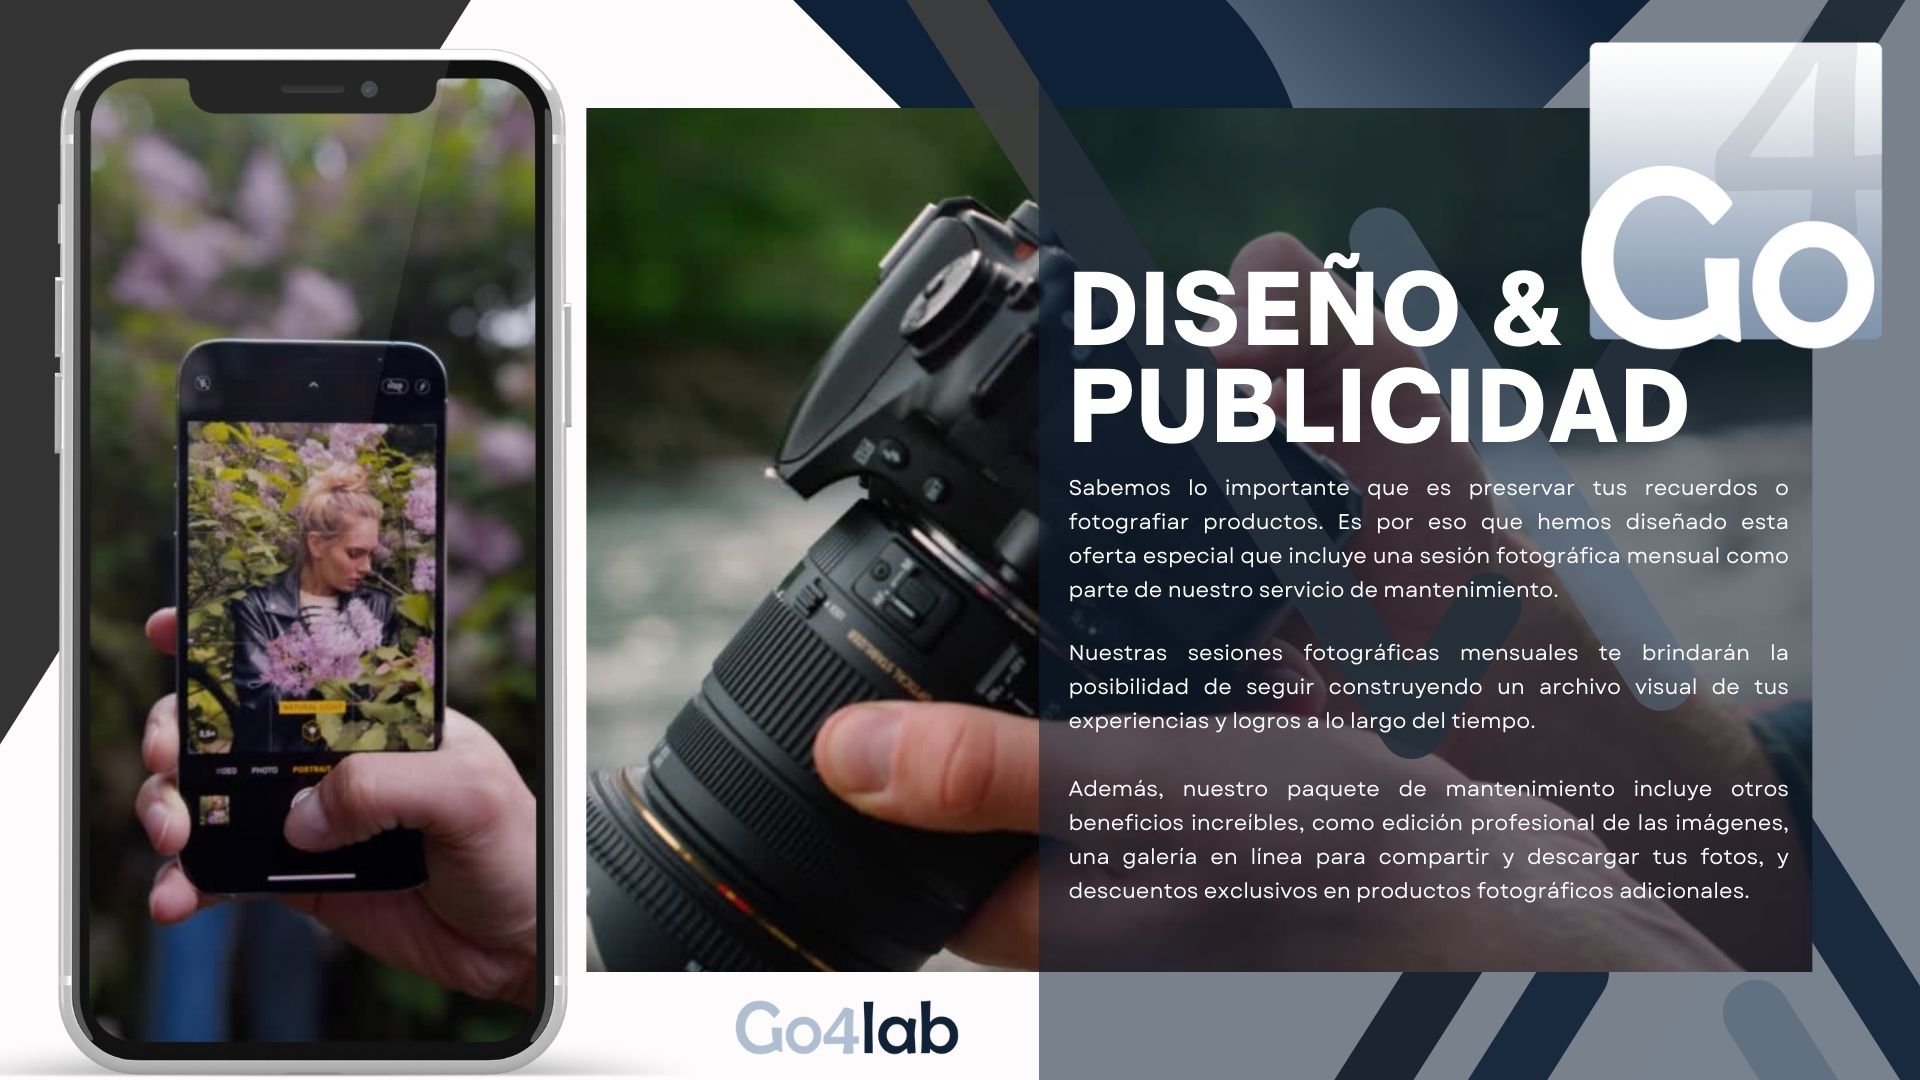 4
Go
DISEÑO &
PUBLICIDAD
Sabemos lo importante que es preservar tus recuerdos o
fotografiar productos. Es por eso que hemos diseñado esta
oferta especial que incluye una sesión fotográfica mensual como
parte de nuestro servicio de mantenimiento.
Nuestras sesiones fotográficas mensuales te brindarán la
posibilidad de seguir construyendo un archivo visual de tus
experiencias y logros a lo largo del tiempo.
Además, nuestro paquete de mantenimiento incluye otros
beneficios increíbles, como edición profesional de las imágenes,
una galería en línea para compartir y descargar tus fotos, y
descuentos exclusivos en productos fotográficos adicionales.
NATURAL LIGHT
VIDEO PHOTO PORTRAIT
OPTICAL STABILIZER
Go4lab